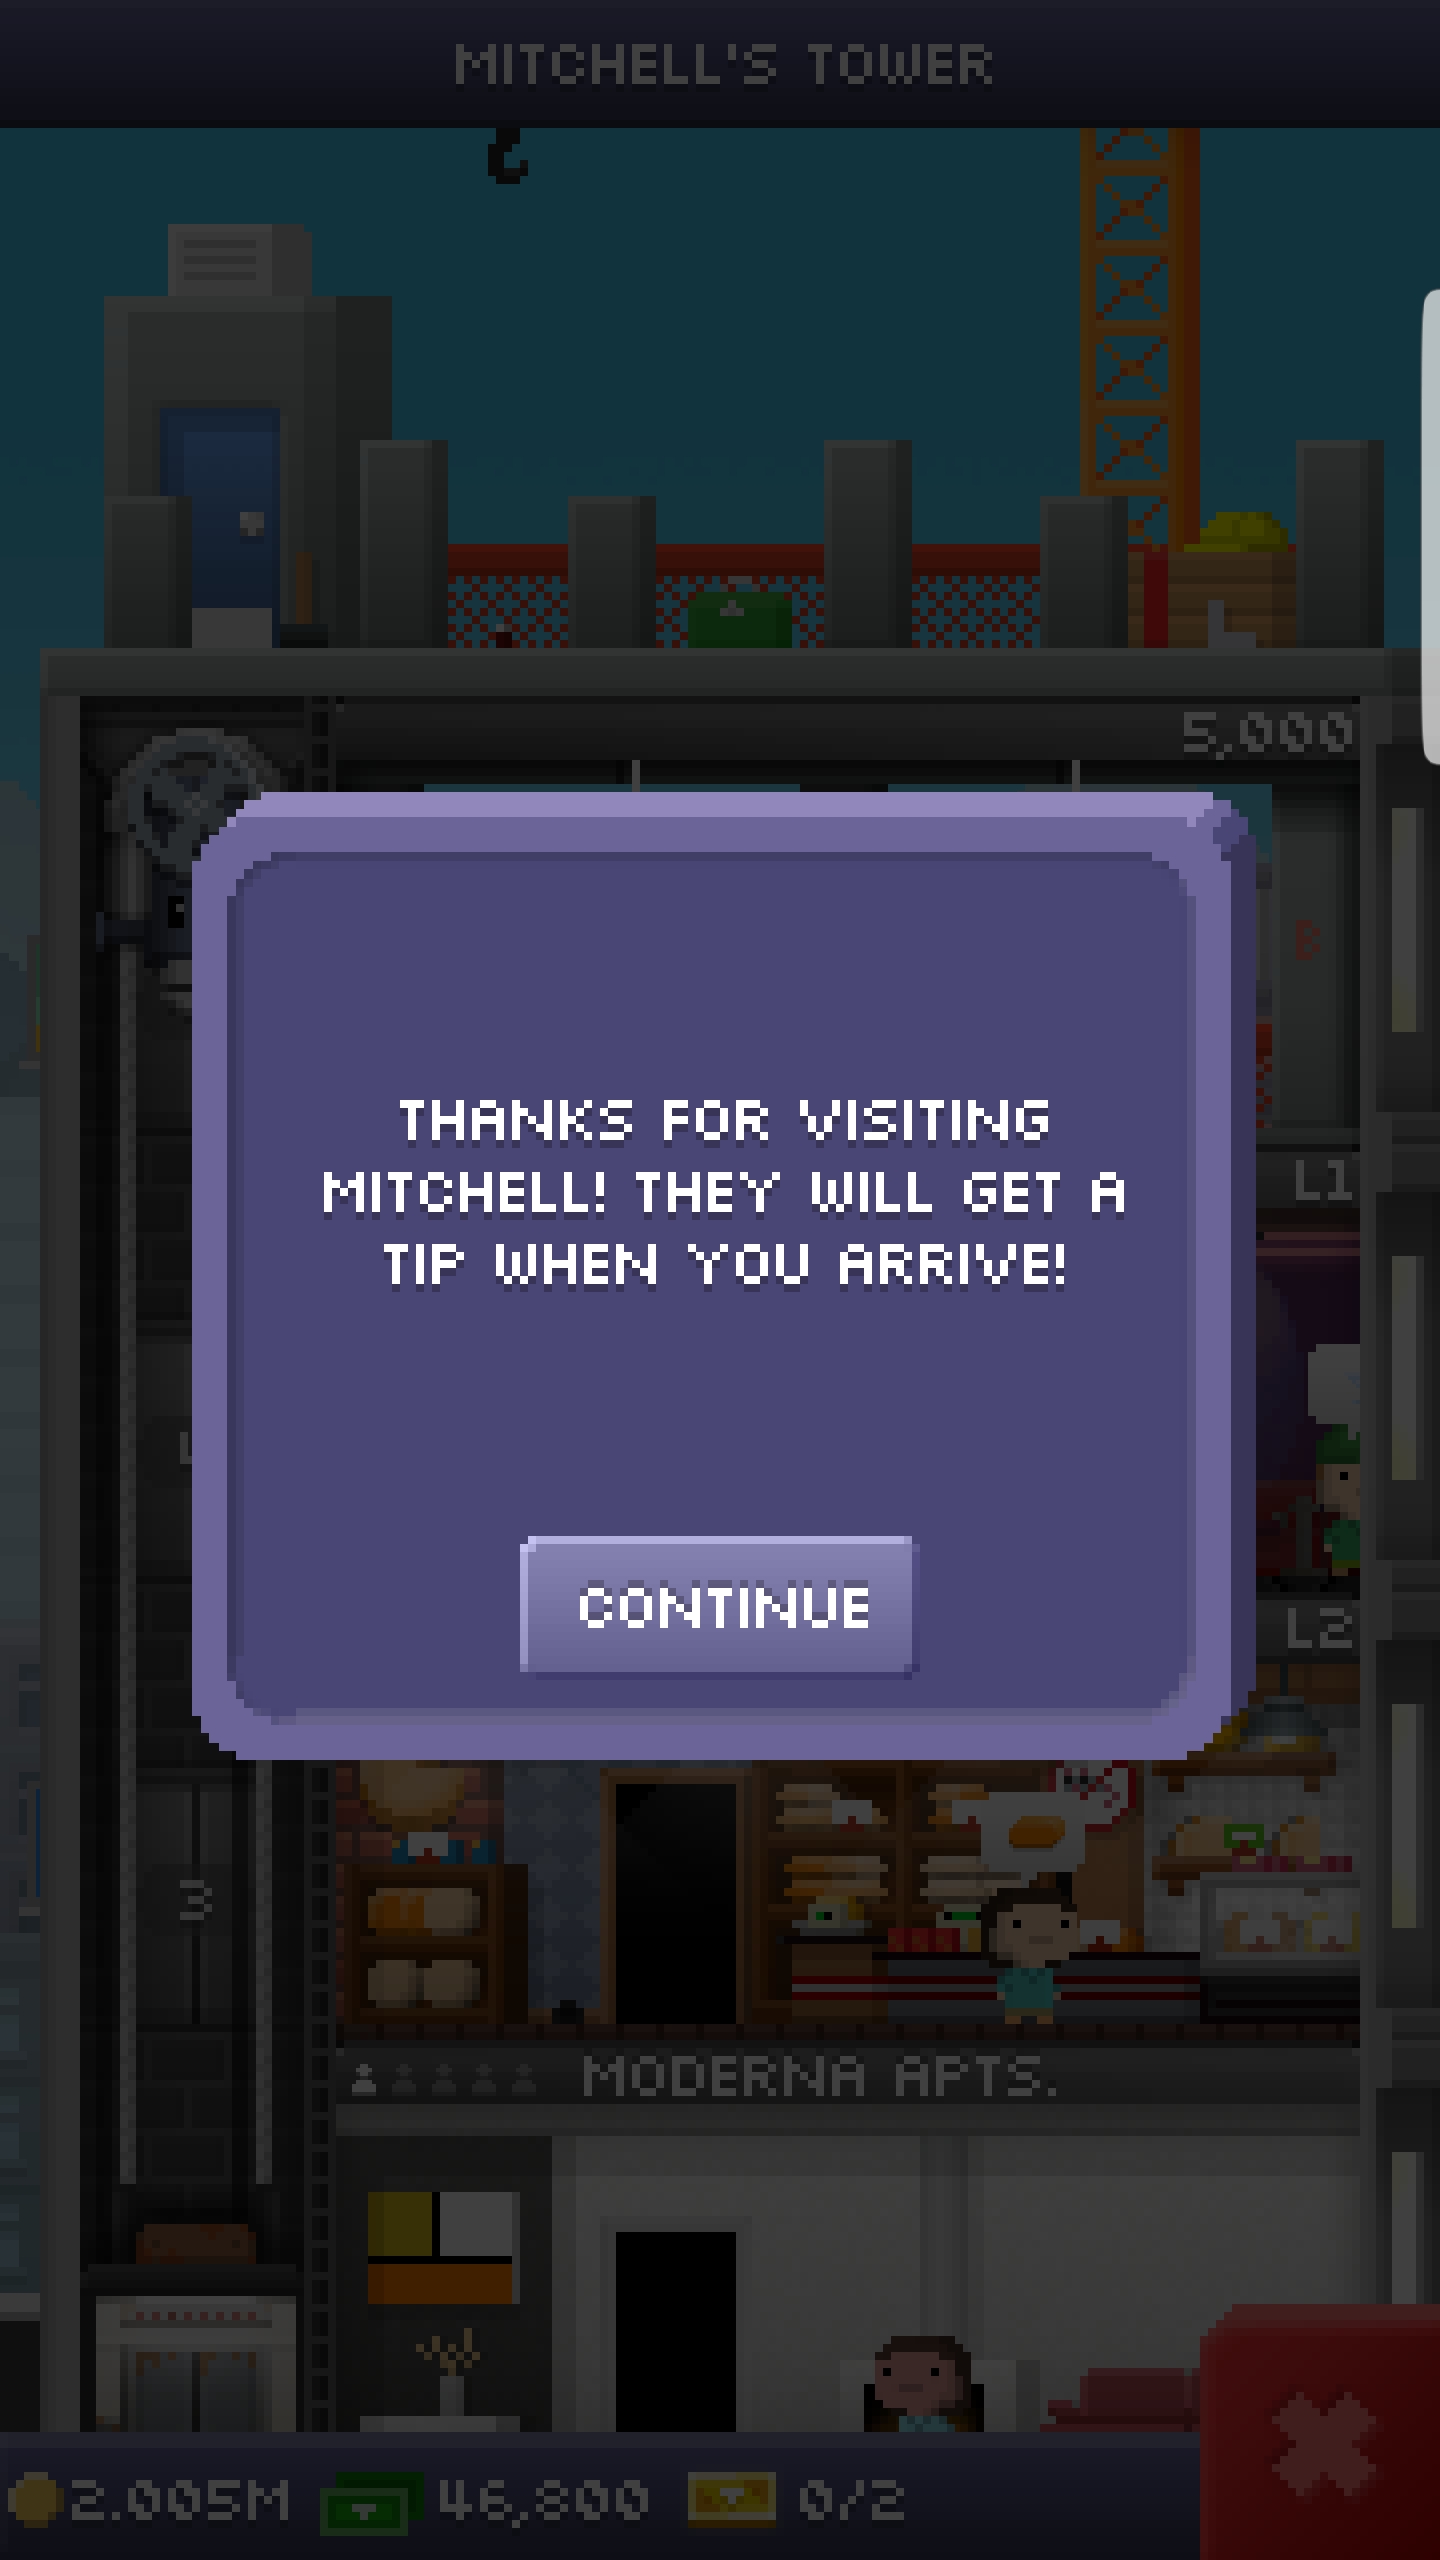 MITCHELL'S TOWER
5,000
B
THANKS FOR VISITING
MITCHELL! THEY WILL GET A
TIP WHEN YOU ARRIVE!
L1
CONTINUE
L2
3
MODERNA APTS.
2.005M 46,800 0/2